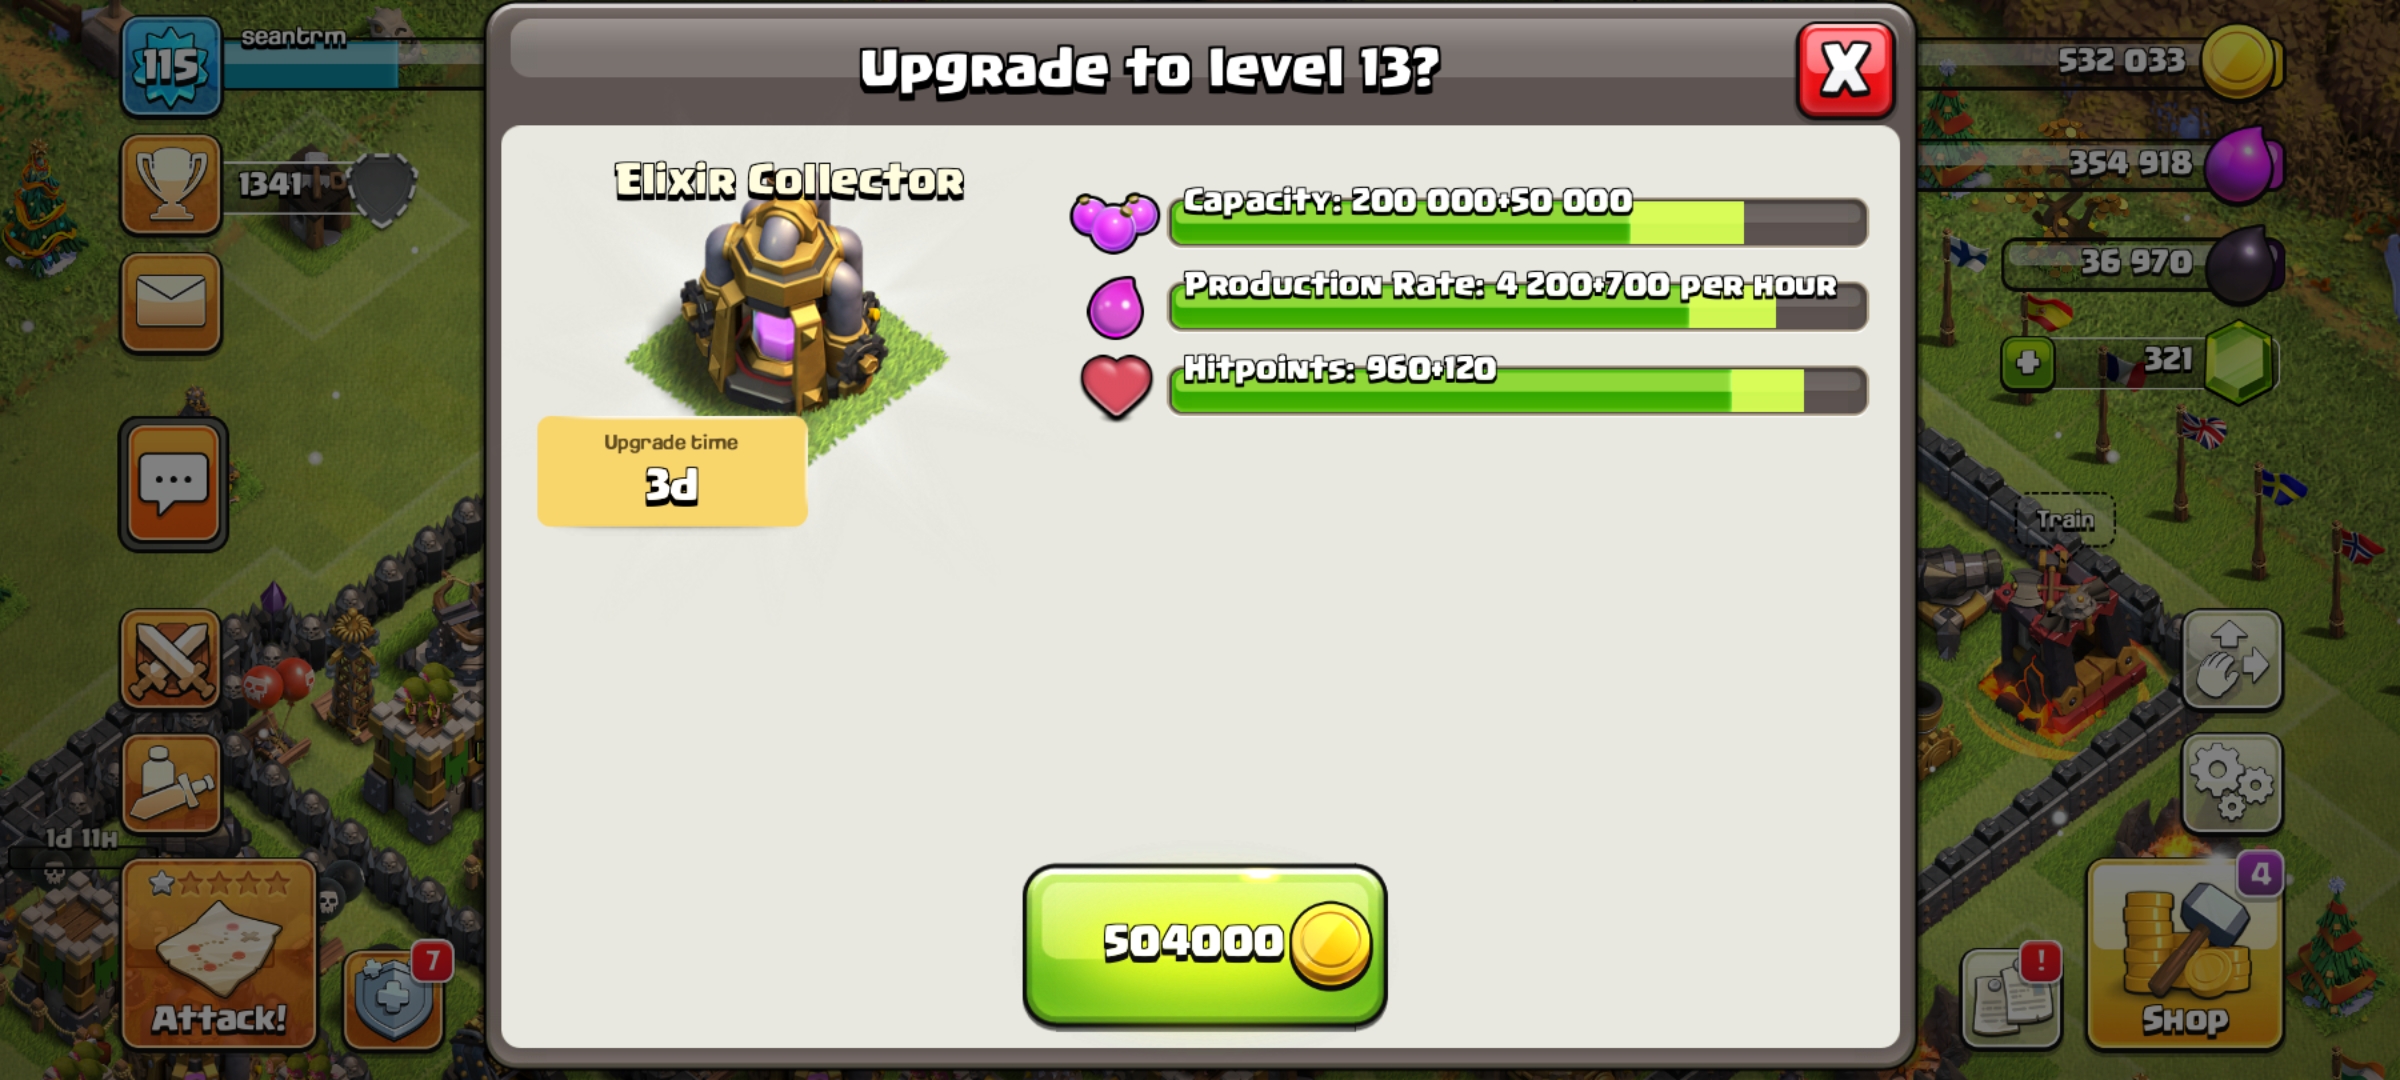 Upgrade to level 13?
X
115
seantrm
1341
532 033
354 918
36 970
321
Elixir Collector
Capacity: 200 000+50 000
Production Rate: 4 200+700 per hour
Hitpoints: 960+120
Upgrade time
3d
Train
1d 11h
504000
Attack!
7
!
4
Shop